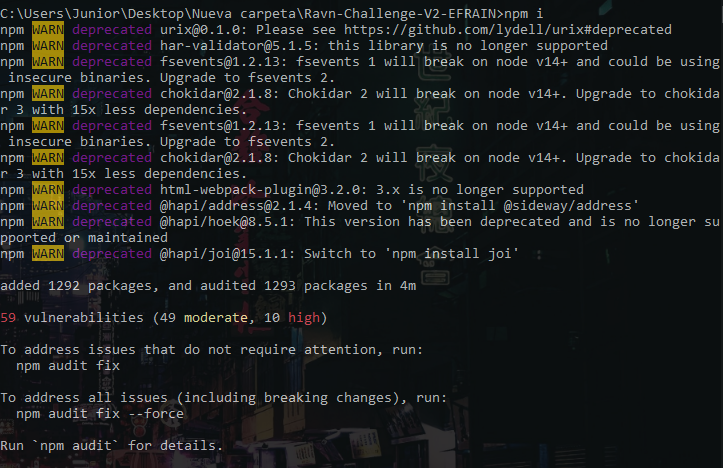 C:\Users\Junior\Desktop\Nueva carpeta\Ravn-Challenge-V2-EFRAIN>npm i
npm WARN deprecated urix@0.1.0: Please see https://github.com/lydell/urix#deprecated
npm WARN deprecated har-validator@5.1.5: this library is no longer supported
npm WARN deprecated fsevents@1.2.13: fsevents 1 will break on node v14+ and could be using
 insecure binaries. Upgrade to fsevents 2.
npm WARN deprecated chokidar@2.1.8: Chokidar 2 will break on node v14+. Upgrade to chokida
r 3 with 15x less dependencies.
npm WARN deprecated fsevents@1.2.13: fsevents 1 will break on node v14+ and could be using
 insecure binaries. Upgrade to fsevents 2.
npm WARN deprecated chokidar@2.1.8: Chokidar 2 will break on node v14+. Upgrade to chokida
r 3 with 15x less dependencies.
npm WARN deprecated html-webpack-plugin@3.2.0: 3.x is no longer supported
npm WARN deprecated @hapi/address@2.1.4: Moved to 'npm install @sideway/address'
npm WARN deprecated @hapi/hoek@8.5.1: This version has been deprecated and is no longer su
pported or maintained
npm WARN deprecated @hapi/joi@15.1.1: Switch to 'npm install joi'
added 1292 packages, and audited 1293 packages in 4m
59 vulnerabilities (49 moderate, 10 high)
To address issues that do not require attention, run:
  npm audit fix
To address all issues (including breaking changes), run:
  npm audit fix --force
Run `npm audit` for details.